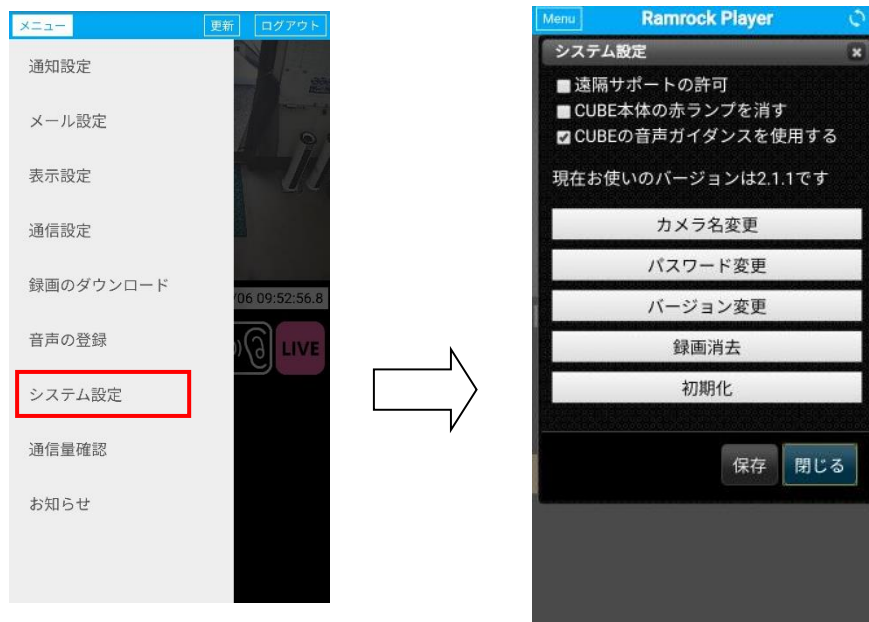 メニュー
更新
ログアウト
通知設定
メール設定
表示設定
通信設定
録画のダウンロード
/06 09:52:56.8
音声の登録
LIVE
システム設定
通信量確認
お知らせ
Menu
Ramrock Player
システム設定
遠隔サポートの許可
CUBE本体の赤ランプを消す
CUBEの音声ガイダンスを使用する
現在お使いのバージョンは2.1.1です
カメラ名変更
パスワード変更
バージョン変更
録画消去
初期化
保存
閉じる